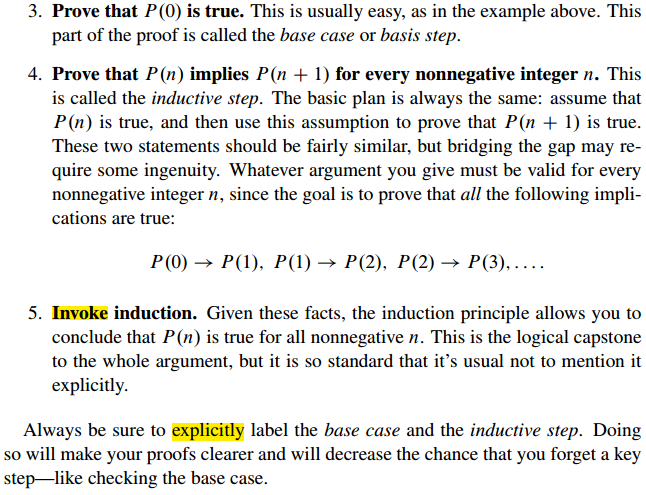 3. Prove that P(0) is true. This is usually easy, as in the example above. This
part of the proof is called the base case or basis step.
4. Prove that P(n) implies P(n + 1) for every nonnegative integer n. This
is called the inductive step. The basic plan is always the same: assume that
P(n) is true, and then use this assumption to prove that P(n + 1) is true.
These two statements should be fairly similar, but bridging the gap may re-
quire some ingenuity. Whatever argument you give must be valid for every
nonnegative integer n, since the goal is to prove that all the following impli-
cations are true:
P(0) → P(1), P(1) → P(2), P(2) → P(3), . . . .
5. Invoke induction. Given these facts, the induction principle allows you to
conclude that P(n) is true for all nonnegative n. This is the logical capstone
to the whole argument, but it is so standard that it’s usual not to mention it
explicitly.
Always be sure to explicitly label the base case and the inductive step. Doing
so will make your proofs clearer and will decrease the chance that you forget a key
step—like checking the base case.